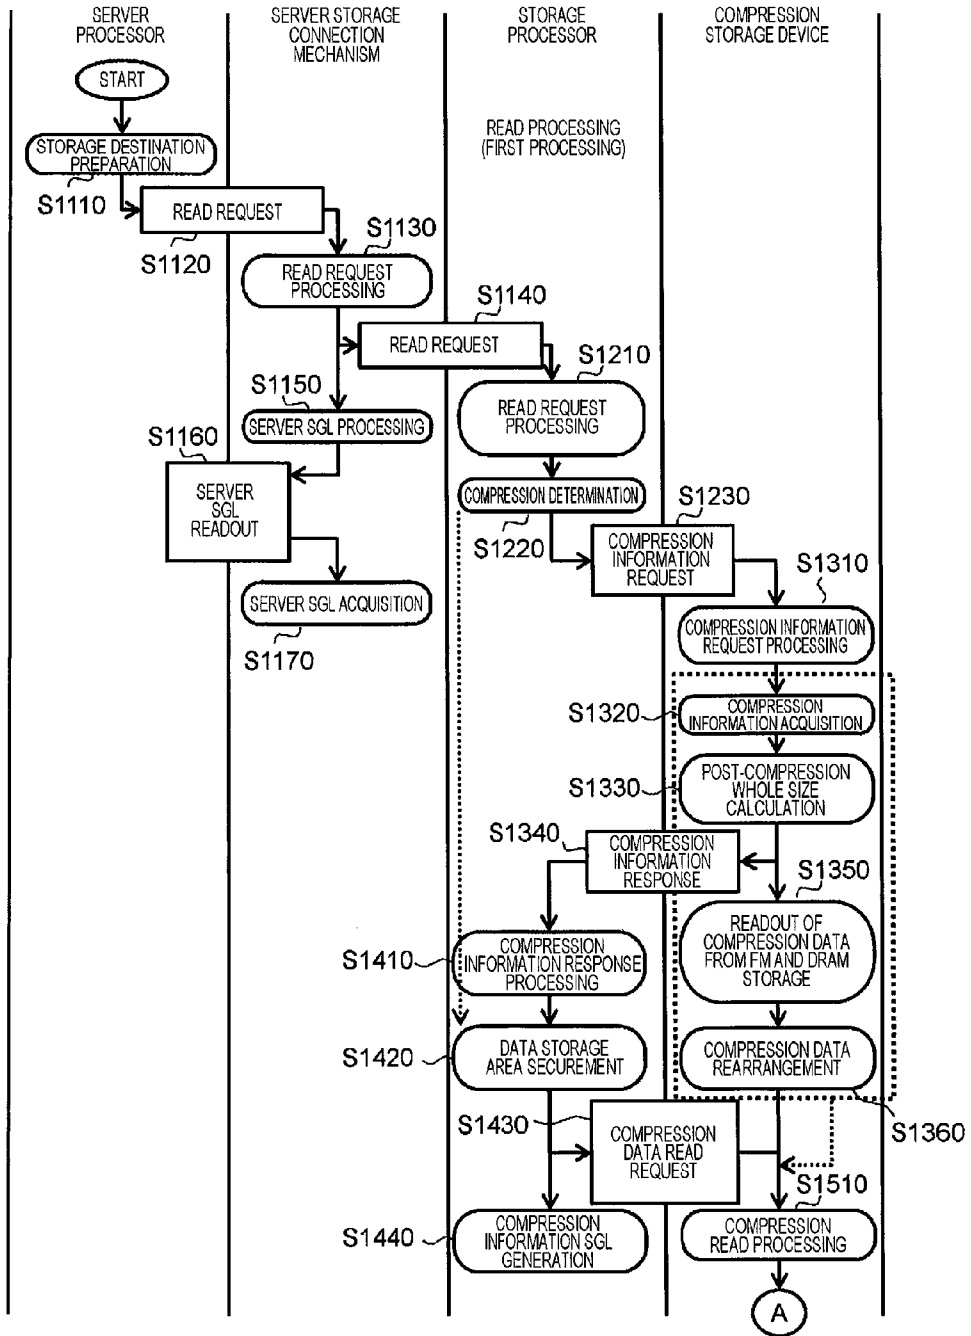 SERVER
PROCESSOR
SERVER STORAGE
CONNECTION
MECHANISM
STORAGE
PROCESSOR
COMPRESSION
STORAGE DEVICE
START
READ PROCESSING
(FIRST PROCESSING)
STORAGE DESTINATION
PREPARATION
S1110
READ REQUEST
S1120
S1130
READ REQUEST
PROCESSING
S1140
READ REQUEST
S1210
READ REQUEST
PROCESSING
S1150
SERVER SGL PROCESSING
S1160
SERVER
SGL
READOUT
COMPRESSION DETERMINATION
S1220
S1230
COMPRESSION
INFORMATION
REQUEST
S1310
SERVER SGL ACQUISITION
S1170
COMPRESSION INFORMATION
REQUEST PROCESSING
S1320
COMPRESSION
INFORMATION ACQUISITION
S1330
POST-COMPRESSION
WHOLE SIZE
CALCULATION
S1340
COMPRESSION
INFORMATION
RESPONSE
S1350
READOUT OF
COMPRESSION DATA
FROM FM AND DRAM
STORAGE
S1410
COMPRESSION
INFORMATION RESPONSE
PROCESSING
S1420
DATA STORAGE
AREA SECUREMENT
COMPRESSION DATA
REARRANGEMENT
S1360
S1430
COMPRESSION
DATA READ
REQUEST
S1510
S1440
COMPRESSION
INFORMATION SGL
GENERATION
COMPRESSION
READ PROCESSING
A